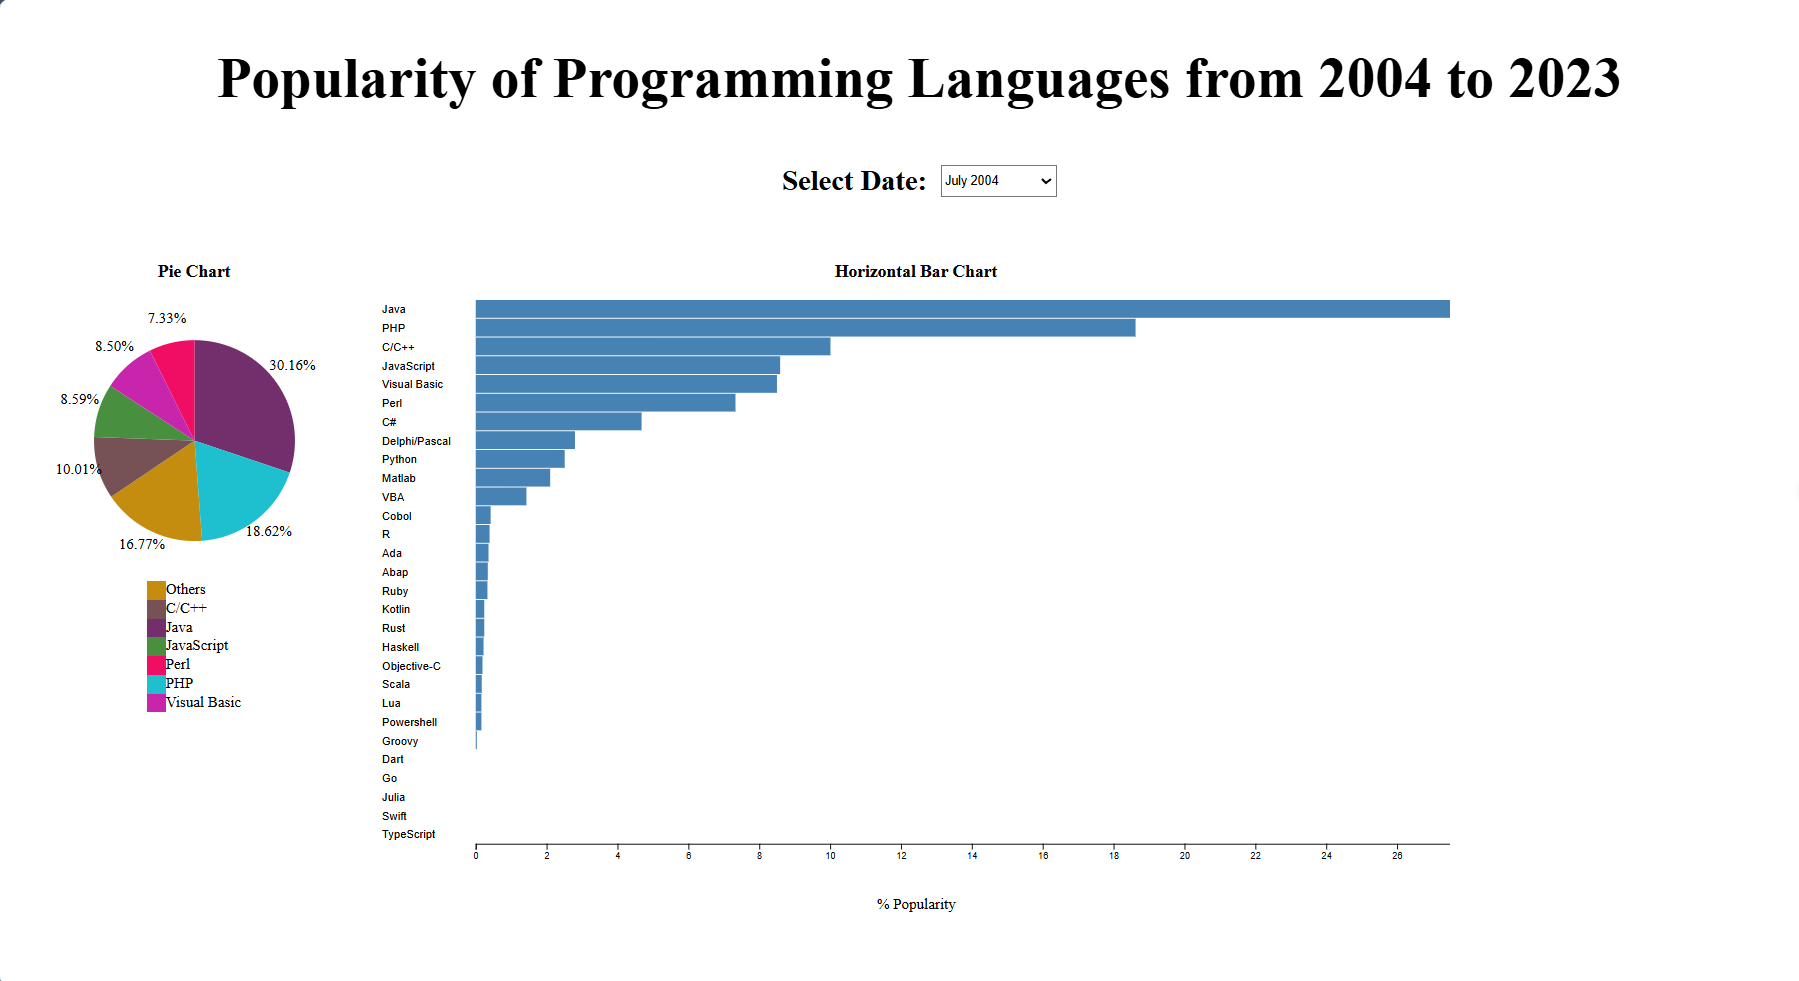 Popularity of Programming Languages from 2004 to 2023
Select Date: July 2004
Pie Chart
7.33%
8.50%
30.16%
8.59%
10.01%
18.62%
16.77%
Others
C/C++
Java
JavaScript
Perl
PHP
Visual Basic
Horizontal Bar Chart
Java
PHP
C/C++
JavaScript
Visual Basic
Perl
C#
Delphi/Pascal
Python
Matlab
VBA
Cobol
R
Ada
Abap
Ruby
Kotlin
Rust
Haskell
Objective-C
Scala
Lua
Powershell
Groovy
Dart
Go
Julia
Swift
TypeScript
0 2 4 6 8 10 12 14 16 18 20 22 24 26
% Popularity